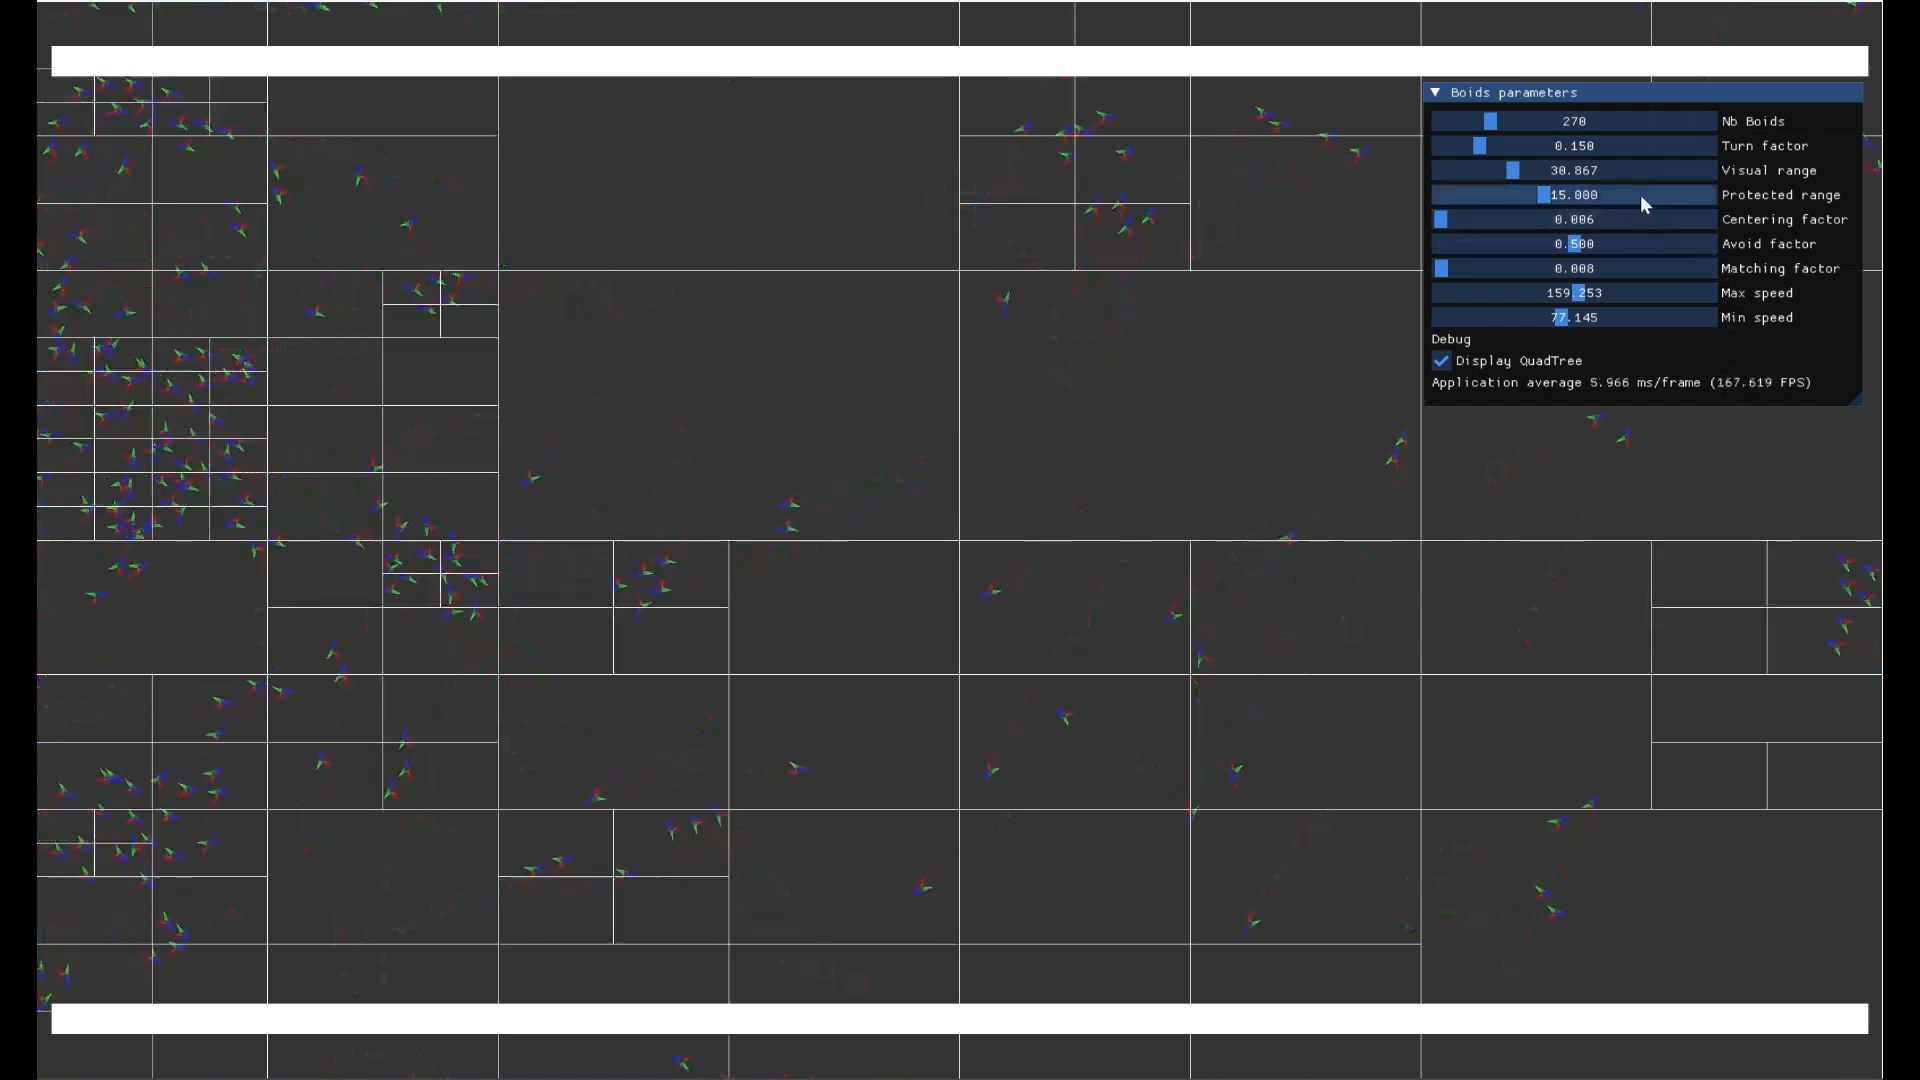 Boids parameters
270 Nb Boids
0.150 Turn factor
30.867 Visual range
15.000 Protected range
0.006 Centering factor
0.500 Avoid factor
0.008 Matching factor
159.253 Max speed
77.145 Min speed
Debug
Display QuadTree
Application average 5.966 ms/frame (167.619 FPS)